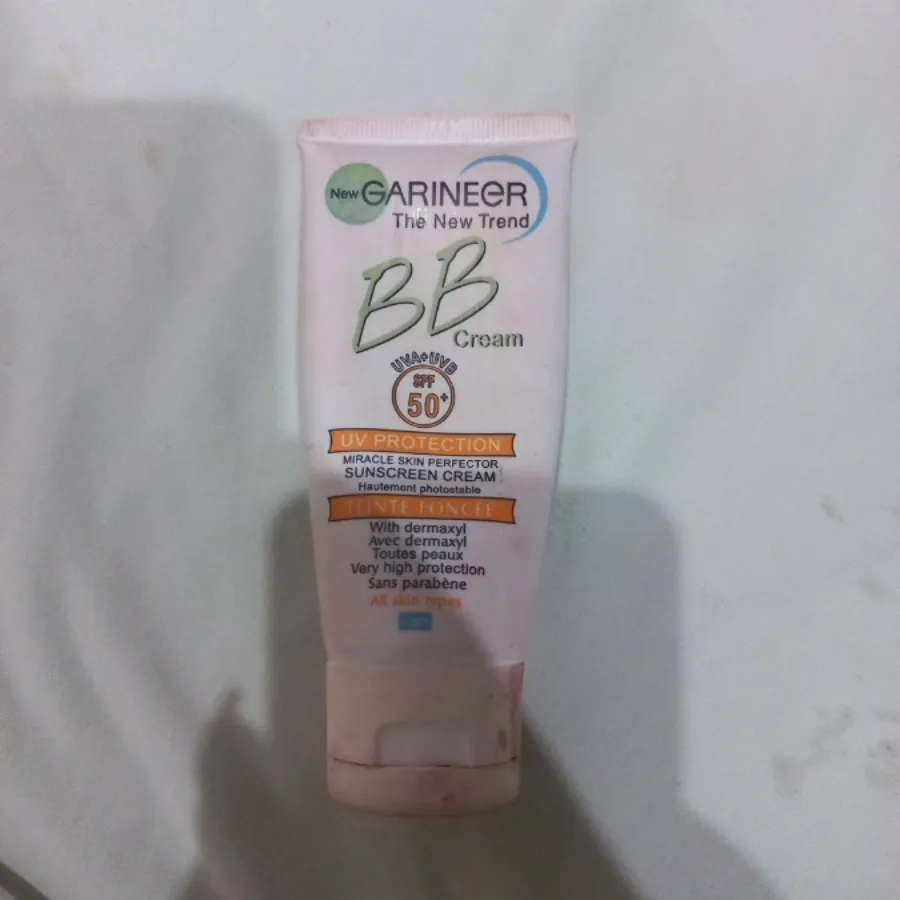 New GARINEER
The New Trend
BB
Cream
UVA+UVB
SPF
50+
UV PROTECTION
MIRACLE SKIN PERFECTOR
SUNSCREEN CREAM
Hautement photostable
TEINTE FONCEE
With dermaxyl
Avec dermaxyl
Toutes peaux
Very high protection
Sans parabène
All skin types